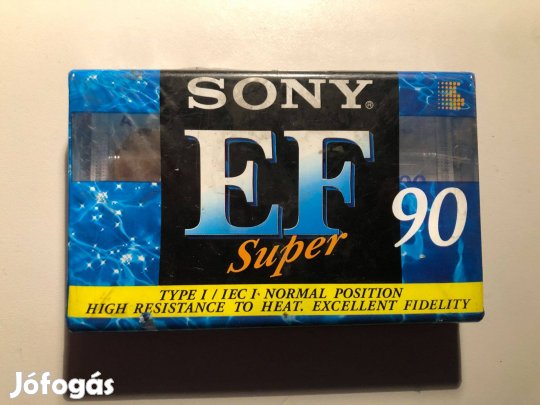 SONY®
EF
Super
90
TYPE I / IEC I · NORMAL POSITION
HIGH RESISTANCE TO HEAT. EXCELLENT FIDELITY
Jófogás